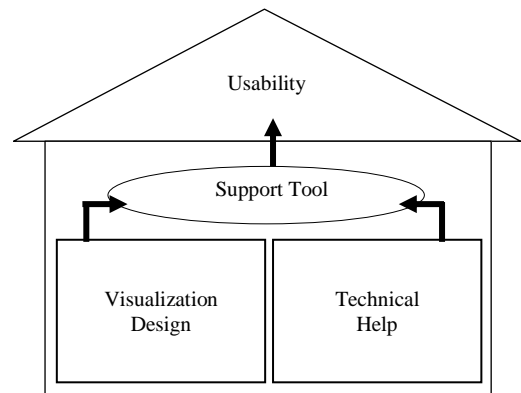 Usability
Support Tool
Visualization
Design
Technical
Help